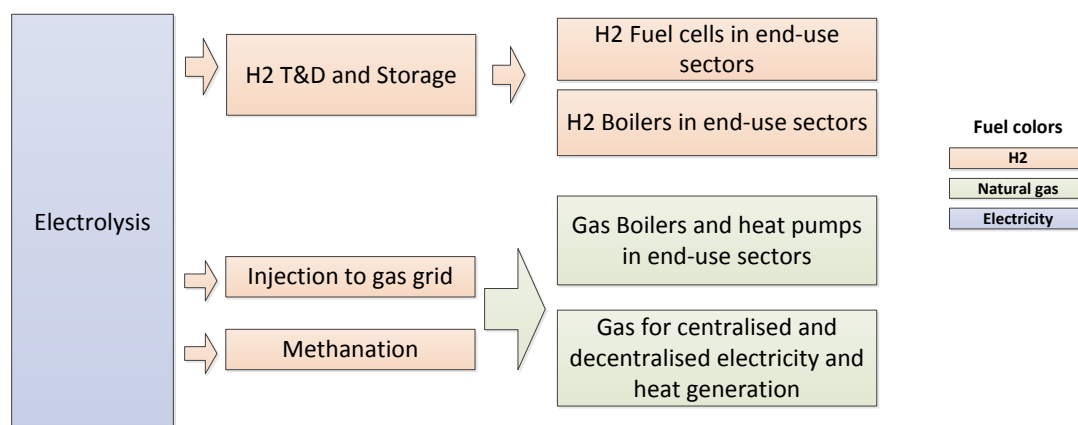 Electrolysis
H2 T&D and Storage
H2 Fuel cells in end-use
sectors
H2 Boilers in end-use sectors
Injection to gas grid
Methanation
Gas Boilers and heat pumps
in end-use sectors
Gas for centralised and
decentralised electricity and
heat generation
Fuel colors
H2
Natural gas
Electricity